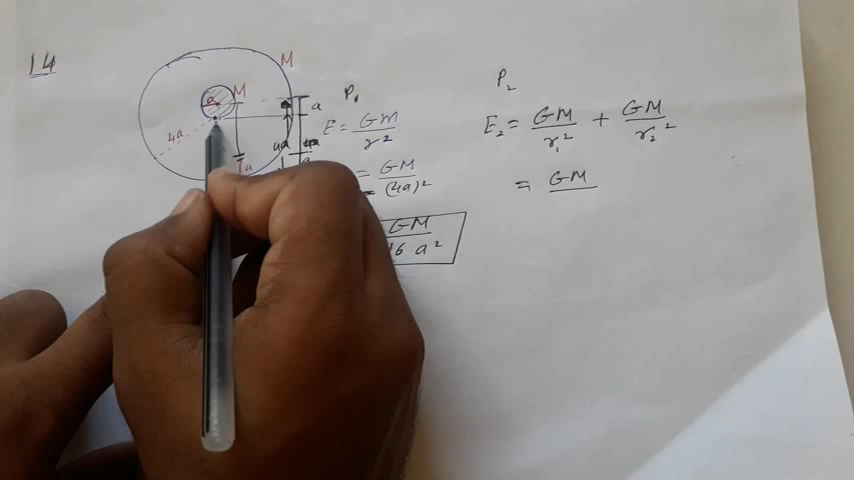 14
M
a M
4a
a
4a
a
P₁
E = GM/r²
= GM/(4a)²
GM/16 a²
P₂
E₂ = GM/r₁² + GM/r₂²
= GM